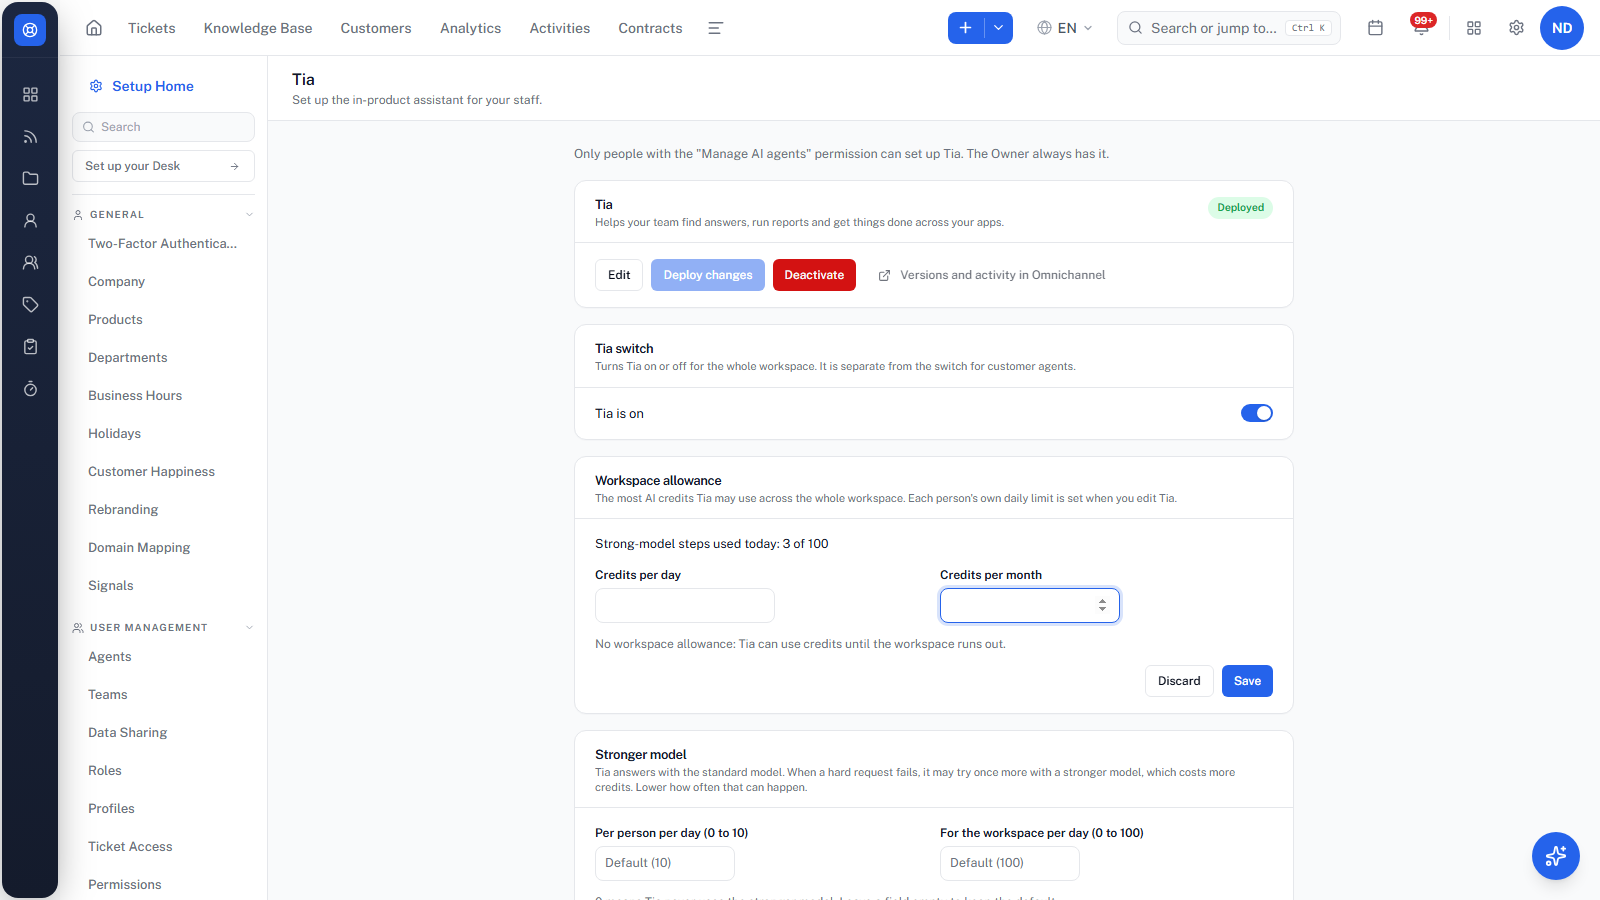 Tickets
Knowledge Base
Customers
Analytics
Activities
Contracts
EN
Search or jump to...
Ctrl K
99+
ND
Setup Home
Search
Set up your Desk
GENERAL
Two-Factor Authentica...
Company
Products
Departments
Business Hours
Holidays
Customer Happiness
Rebranding
Domain Mapping
Signals
USER MANAGEMENT
Agents
Teams
Data Sharing
Roles
Profiles
Ticket Access
Permissions
Tia
Set up the in-product assistant for your staff.
Only people with the "Manage AI agents" permission can set up Tia. The Owner always has it.
Tia
Helps your team find answers, run reports and get things done across your apps.
Deployed
Edit
Deploy changes
Deactivate
Versions and activity in Omnichannel
Tia switch
Turns Tia on or off for the whole workspace. It is separate from the switch for customer agents.
Tia is on
Workspace allowance
The most AI credits Tia may use across the whole workspace. Each person's own daily limit is set when you edit Tia.
Strong-model steps used today: 3 of 100
Credits per day
Credits per month
No workspace allowance: Tia can use credits until the workspace runs out.
Discard
Save
Stronger model
Tia answers with the standard model. When a hard request fails, it may try once more with a stronger model, which costs more
credits. Lower how often that can happen.
Per person per day (0 to 10)
For the workspace per day (0 to 100)
Default (10)
Default (100)